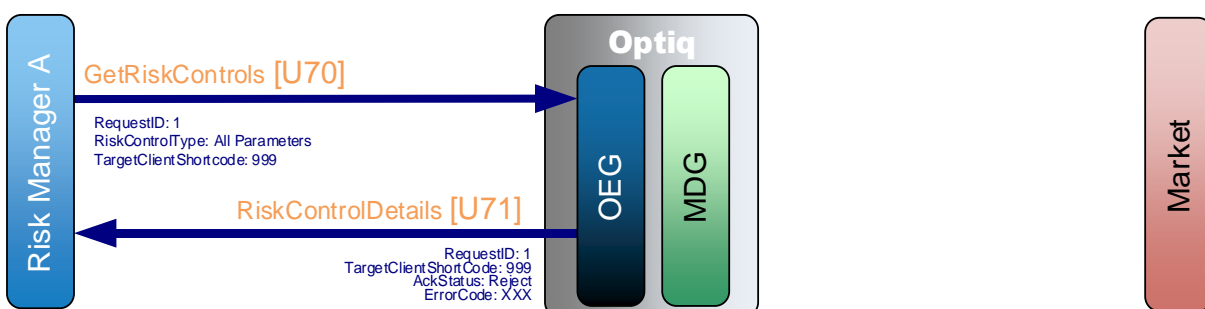 Optiq
Risk Manager A
GetRiskControls [U70]
RequestID: 1
RiskControlType: All Parameters
TargetClientShortcode: 999
OEG
MDG
Market
RiskControlDetails [U71]
RequestID: 1
TargetClientShortCode: 999
AckStatus: Reject
ErrorCode: XXX